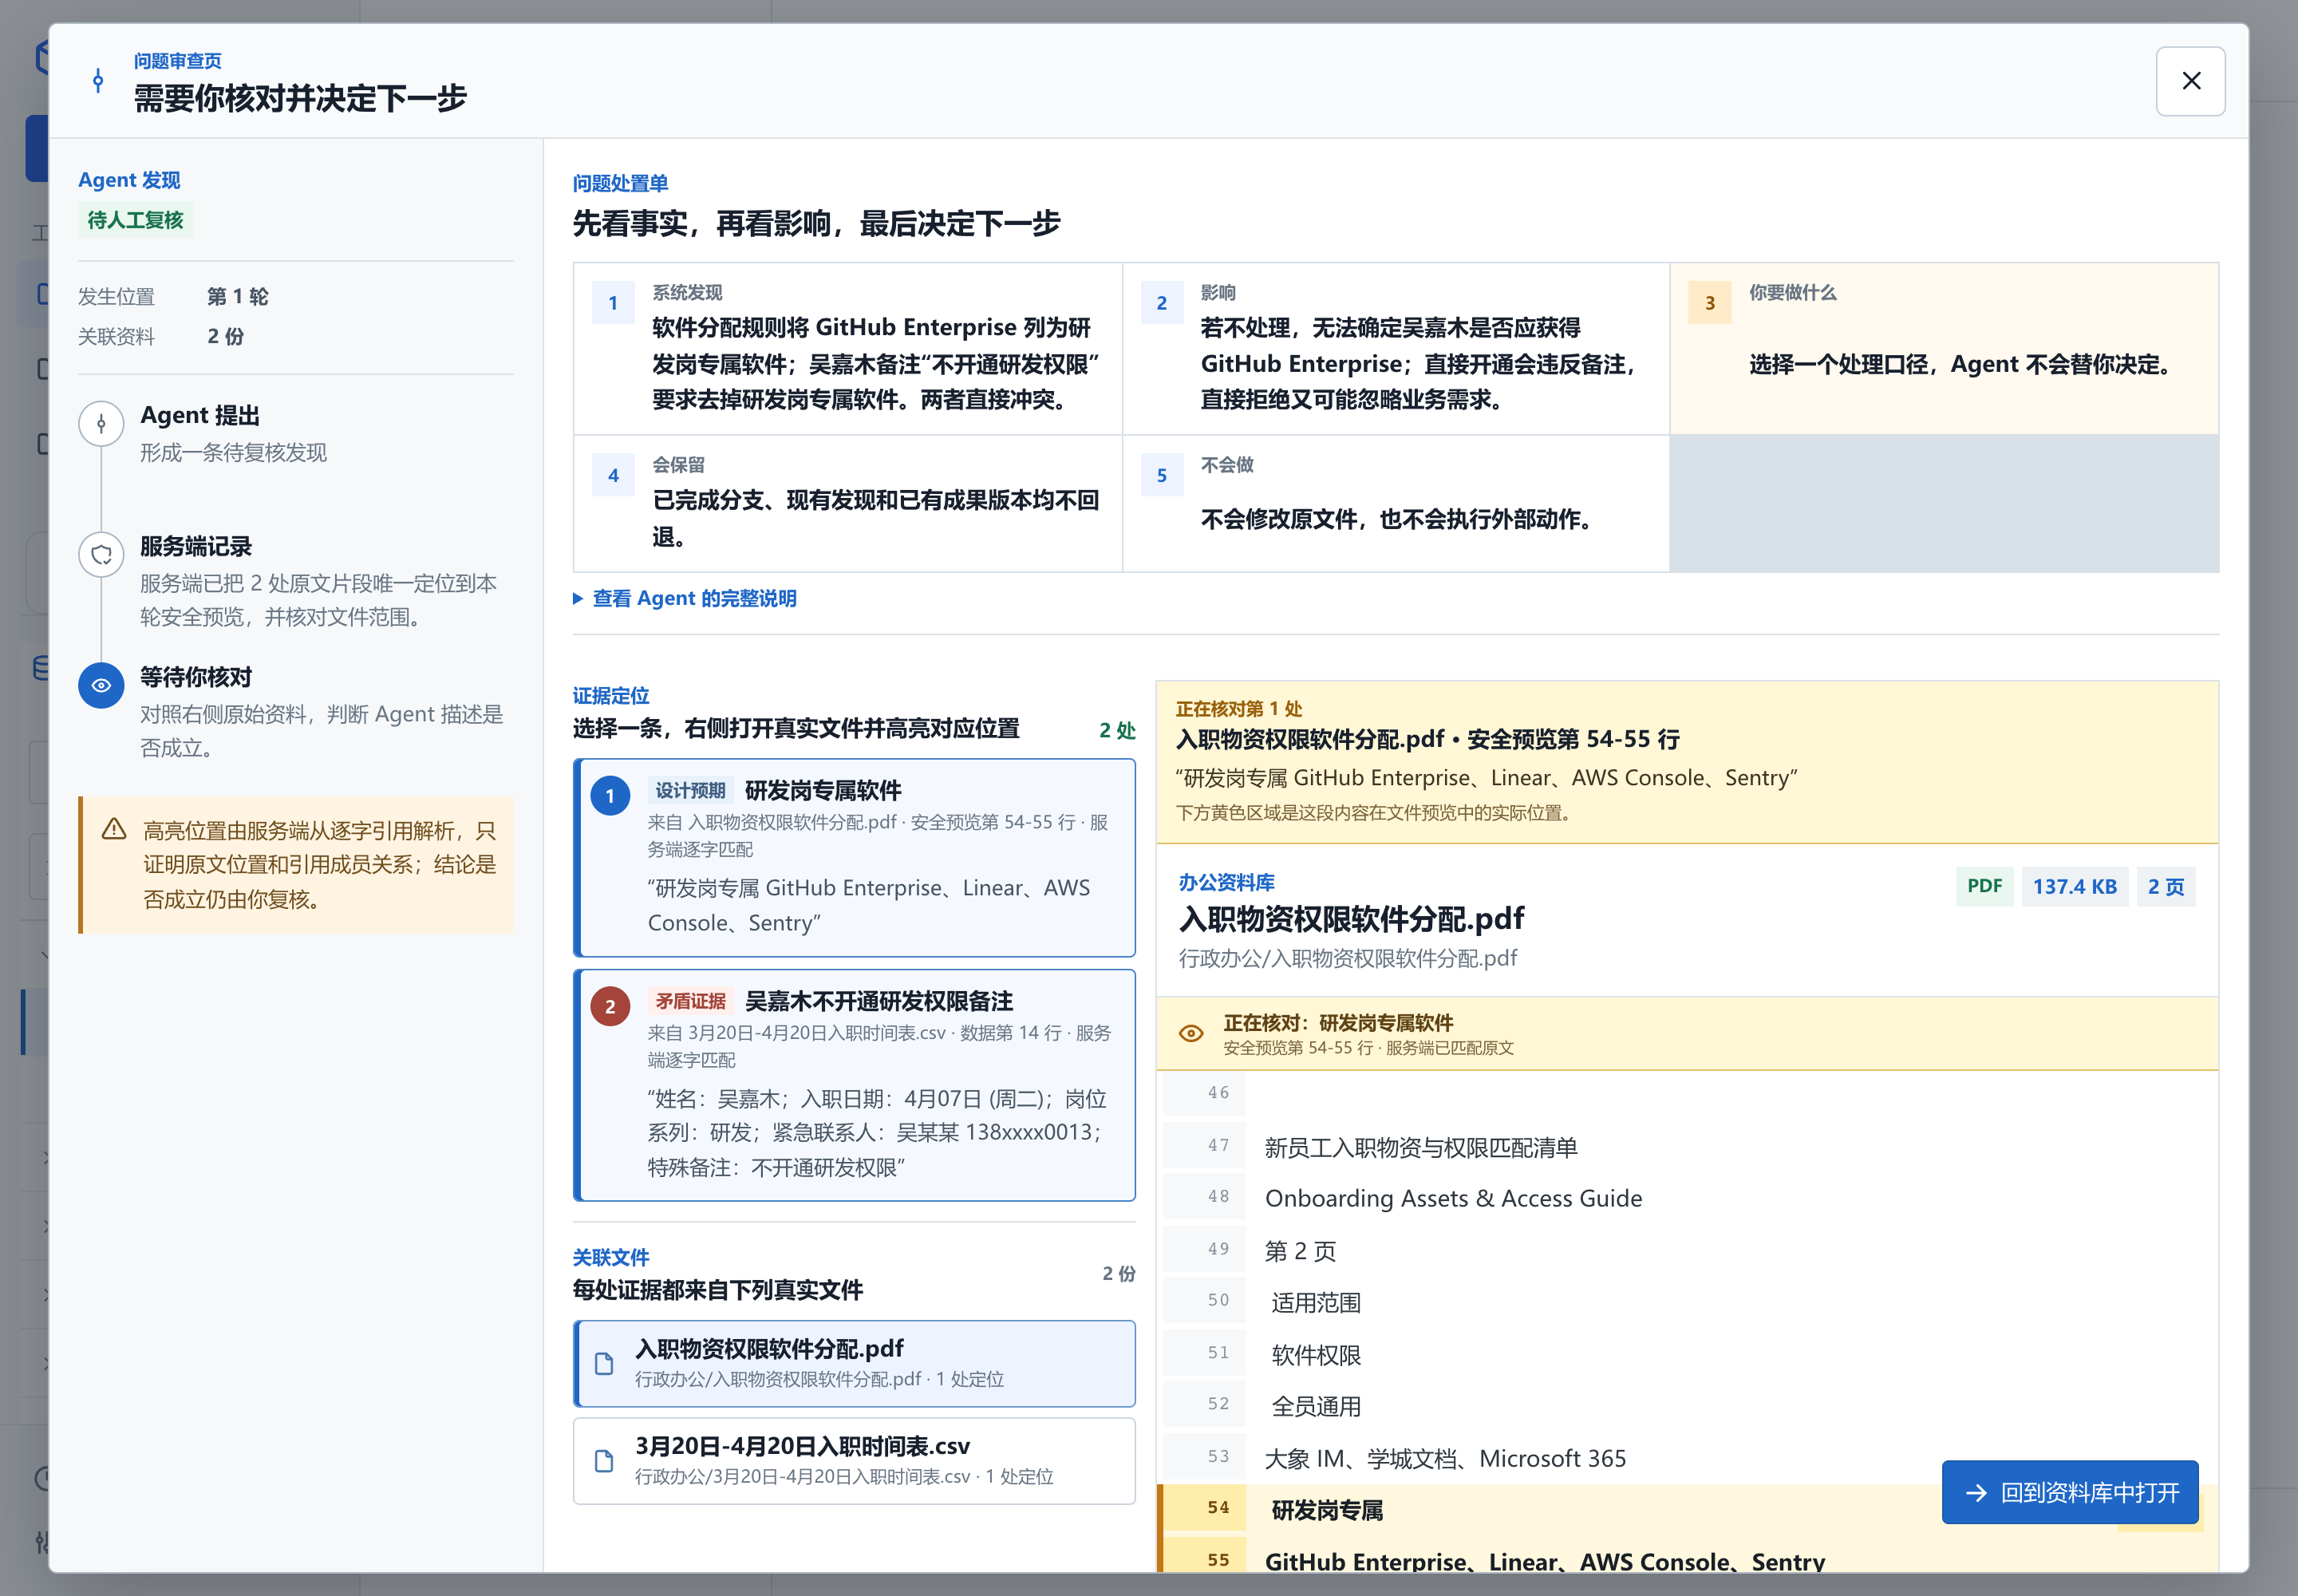 问题审查页
需要你核对并决定下一步
Agent 发现
待人工复核
发生位置 第 1 轮
关联资料 2 份
Agent 提出
形成一条待复核发现
服务端记录
服务端已把 2 处原文片段唯一定位到本
轮安全预览，并核对文件范围。
等待你核对
对照右侧原始资料，判断 Agent 描述是
否成立。
高亮位置由服务端从逐字引用解析，只
证明原文位置和引用成员关系；结论是
否成立仍由你复核。
问题处置单
先看事实，再看影响，最后决定下一步
1
系统发现
软件分配规则将 GitHub Enterprise 列为研
发岗专属软件；吴嘉木备注“不开通研发权限”
要求去掉研发岗专属软件。两者直接冲突。
2
影响
若不处理，无法确定吴嘉木是否应获得
GitHub Enterprise；直接开通会违反备注，
直接拒绝又可能忽略业务需求。
3
你要做什么
选择一个处理口径，Agent 不会替你决定。
4
会保留
已完成分支、现有发现和已有成果版本均不回
退。
5
不会做
不会修改原文件，也不会执行外部动作。
查看 Agent 的完整说明
证据定位
选择一条，右侧打开真实文件并高亮对应位置
2 处
1
设计预期 研发岗专属软件
来自 入职物资权限软件分配.pdf · 安全预览第 54-55 行 · 服
务端逐字匹配
“研发岗专属 GitHub Enterprise、Linear、AWS
Console、Sentry”
2
矛盾证据 吴嘉木不开通研发权限备注
来自 3月20日-4月20日入职时间表.csv · 数据第 14 行 · 服务
端逐字匹配
“姓名：吴嘉木；入职日期：4月07日 (周二)；岗位
系列：研发；紧急联系人：吴某某 138xxxx0013；
特殊备注：不开通研发权限”
关联文件
每处证据都来自下列真实文件
2 份
入职物资权限软件分配.pdf
行政办公/入职物资权限软件分配.pdf · 1 处定位
3月20日-4月20日入职时间表.csv
行政办公/3月20日-4月20日入职时间表.csv · 1 处定位
正在核对第 1 处
入职物资权限软件分配.pdf • 安全预览第 54-55 行
“研发岗专属 GitHub Enterprise、Linear、AWS Console、Sentry”
下方黄色区域是这段内容在文件预览中的实际位置。
办公资料库
入职物资权限软件分配.pdf
行政办公/入职物资权限软件分配.pdf
PDF 137.4 KB 2 页
正在核对：研发岗专属软件
安全预览第 54-55 行 · 服务端已匹配原文
46
47 新员工入职物资与权限匹配清单
48 Onboarding Assets & Access Guide
49 第 2 页
50 适用范围
51 软件权限
52 全员通用
53 大象 IM、学城文档、Microsoft 365
54 研发岗专属
55 GitHub Enterprise、Linear、AWS Console、Sentry
回到资料库中打开